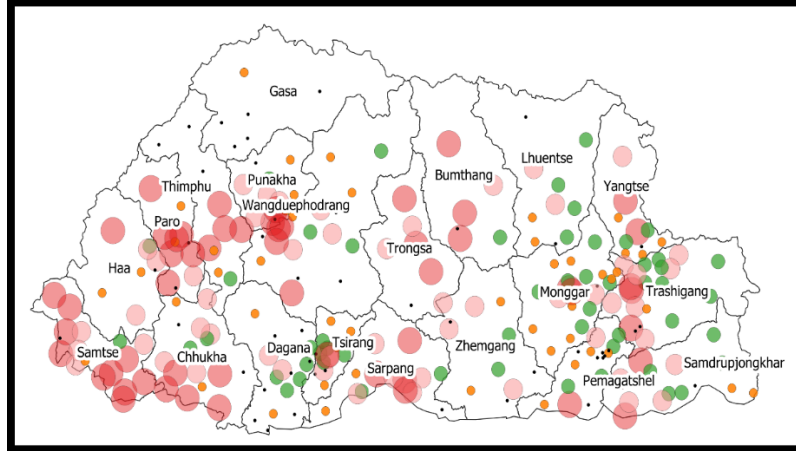 Gasa
Lhuentse
Punakha
Bumthang
Thimphu
Yangtse
Wangduephodrang
Paro
Trongsa
Haa
Monggar
Trashigang
Tsirang
Dagana
Zhemgang
Samtse
Chhukha
Sarpang
Samdrupjongkhar
Pemagatshel